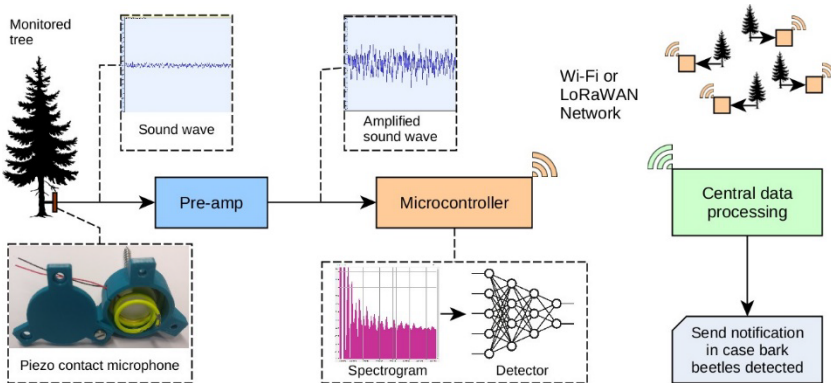 Monitored
tree
Sound wave
Amplified
sound wave
Wi-Fi or
LoRaWAN
Network
Pre-amp
Microcontroller
Central data
processing
Piezo contact microphone
Spectrogram
Detector
Send notification
in case bark
beetles detected